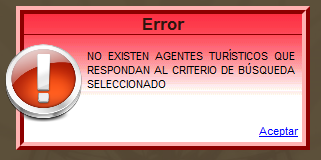 Error
NO EXISTEN AGENTES TURÍSTICOS QUE
RESPONDAN AL CRITERIO DE BÚSQUEDA
SELECCIONADO
Aceptar